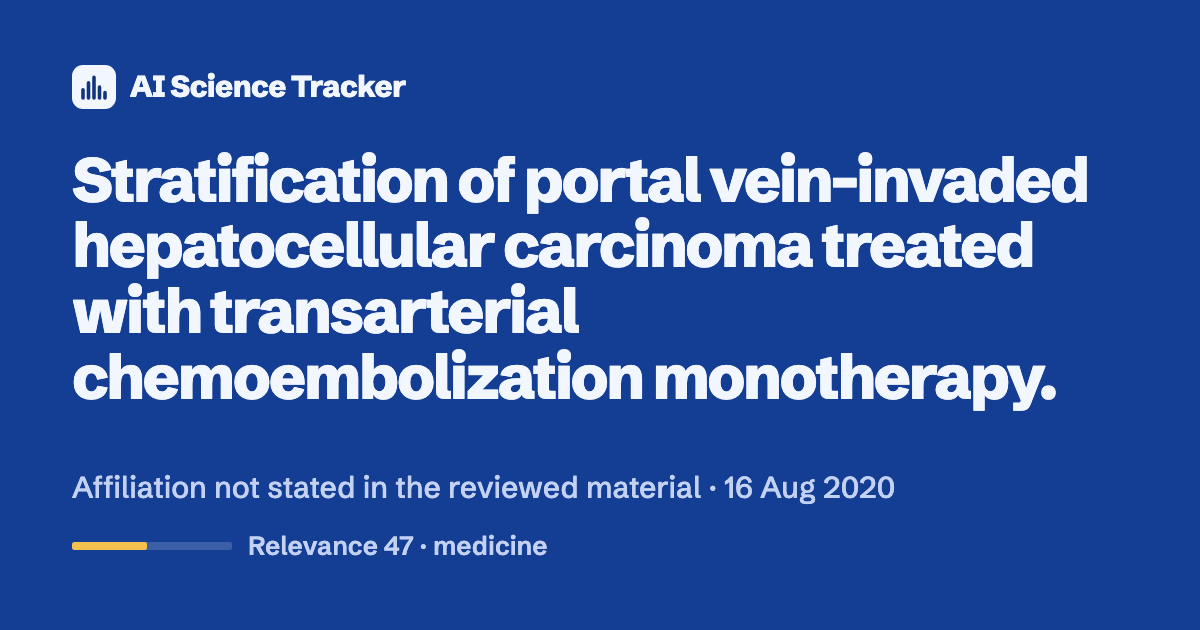 AI Science Tracker
Stratification of portal vein-invaded
hepatocellular carcinoma treated
with transarterial
chemoembolization monotherapy.
Affiliation not stated in the reviewed material · 16 Aug 2020
Relevance 47 · medicine